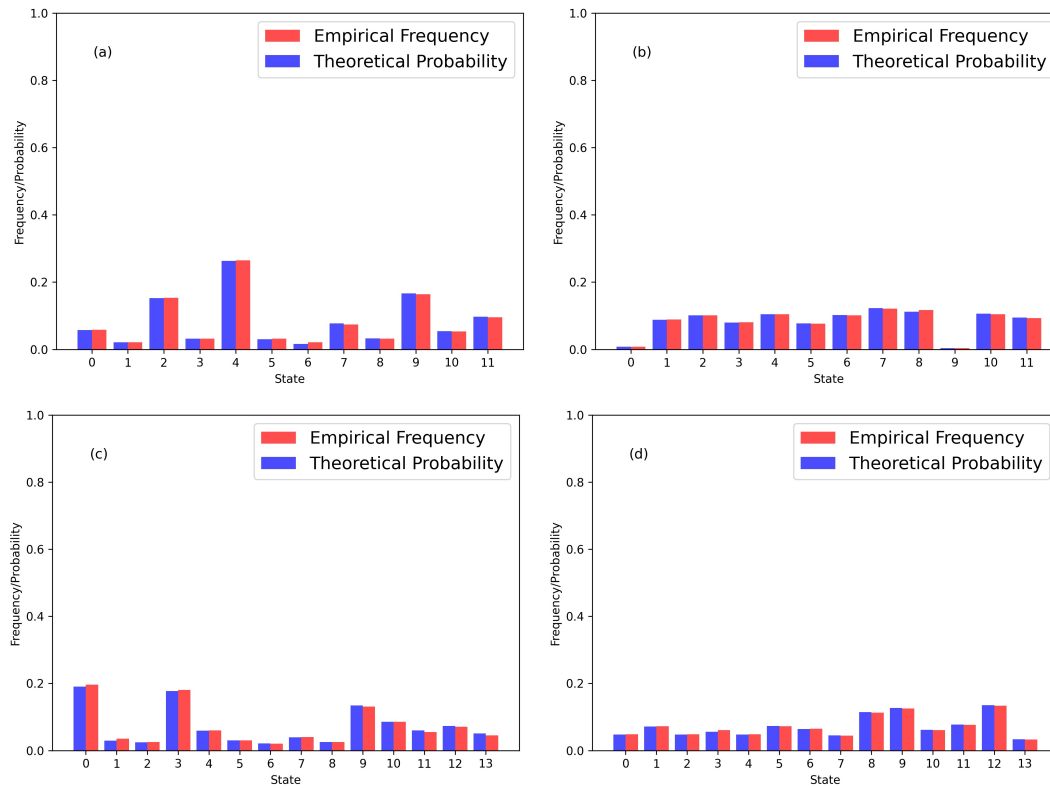 1.0
0.8
0.6
0.4
0.2
0.0
Frequency/Probability
(a)
Empirical Frequency
Theoretical Probability
0 1 2 3 4 5 6 7 8 9 10 11
State
1.0
0.8
0.6
0.4
0.2
0.0
Frequency/Probability
(b)
Empirical Frequency
Theoretical Probability
0 1 2 3 4 5 6 7 8 9 10 11
State
1.0
0.8
0.6
0.4
0.2
0.0
Frequency/Probability
(c)
Empirical Frequency
Theoretical Probability
0 1 2 3 4 5 6 7 8 9 10 11 12 13
State
1.0
0.8
0.6
0.4
0.2
0.0
Frequency/Probability
(d)
Empirical Frequency
Theoretical Probability
0 1 2 3 4 5 6 7 8 9 10 11 12 13
State